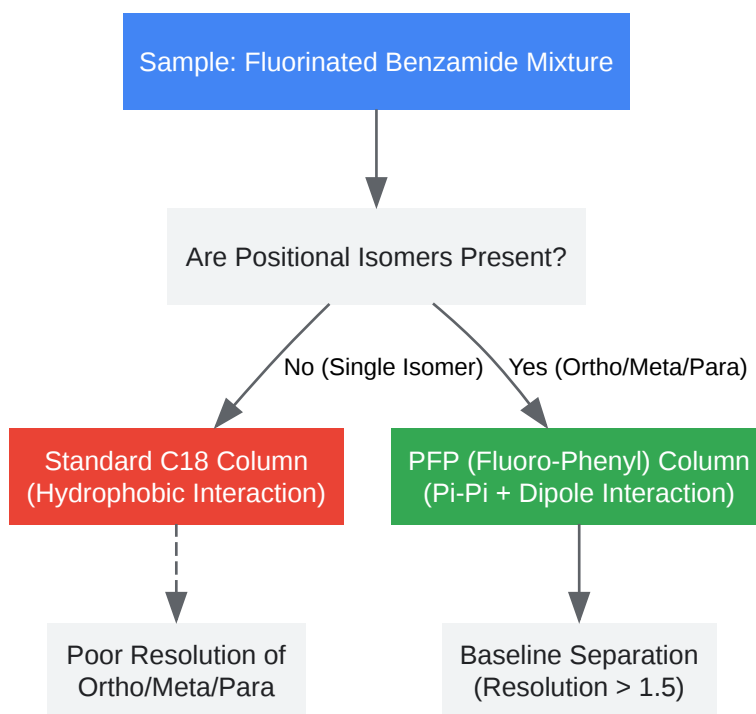 Sample: Fluorinated Benzamide Mixture
Are Positional Isomers Present?
No (Single Isomer)
Yes (Ortho/Meta/Para)
Standard C18 Column
(Hydrophobic Interaction)
PFP (Fluoro-Phenyl) Column
(Pi-Pi + Dipole Interaction)
Poor Resolution of
Ortho/Meta/Para
Baseline Separation
(Resolution > 1.5)